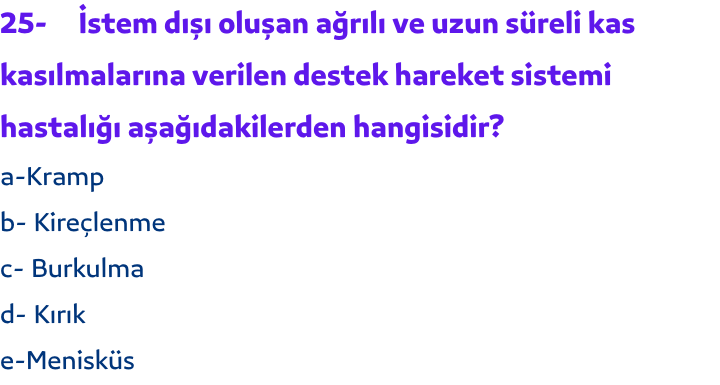 25- İstem dışı oluşan ağrılı ve uzun süreli kas
kasılmalarına verilen destek hareket sistemi
hastalığı aşağıdakilerden hangisidir?
a-Kramp
b- Kireçlenme
c- Burkulma
d- Kırık
e-Menisküs